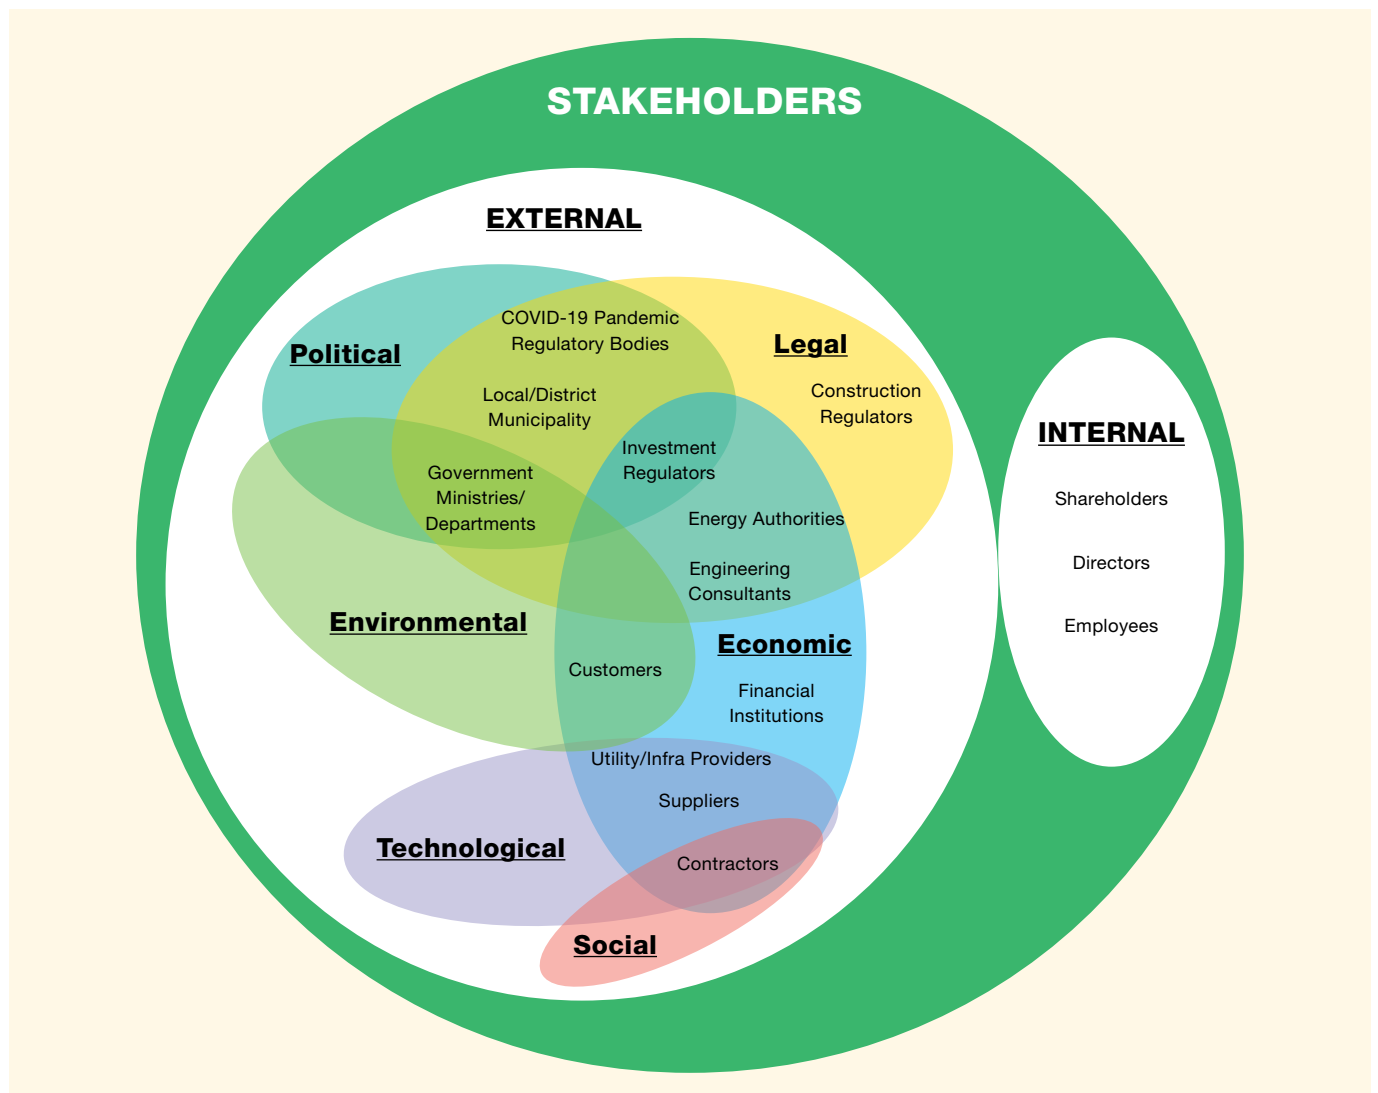 STAKEHOLDERS
EXTERNAL
Political
COVID-19 Pandemic
Regulatory Bodies
Legal
Local/District
Municipality
Construction
Regulators
Investment
Regulators
Government
Ministries/
Departments
Energy Authorities
Engineering
Consultants
Environmental
Economic
Customers
Financial
Institutions
Utility/Infra Providers
Suppliers
Technological
Contractors
Social
INTERNAL
Shareholders
Directors
Employees